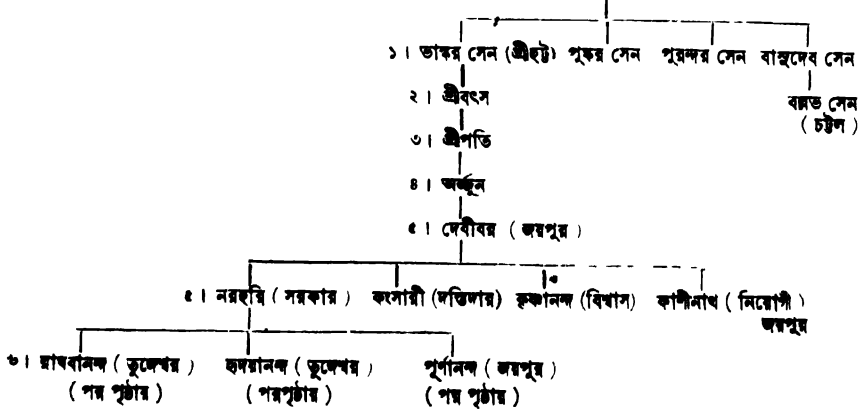 ১। ভাস্কর সেন (শ্রীহট্ট) পুষ্কর সেন পুরন্দর সেন বাসুদেব সেন
২। শ্রীবৎস বল্লভ সেন
( চট্টল )
৩। শ্রীপতি
৪। অর্জ্জুন
৫। দেবীবর ( জয়পুর )
৫। নরহরি ( সরকার ) কংসারী (দস্তিদার) কৃষ্ণানন্দ (বিশ্বাস) কাশীনাথ ( নিয়োগী )
জয়পুর
৬। রাঘবানন্দ ( তুঙ্গেশ্বর ) হৃদয়ানন্দ ( তুঙ্গেশ্বর ) পূর্ণানন্দ ( জয়পুর )
( পর পৃষ্ঠায় ) ( পরপৃষ্ঠায় ) ( পর পৃষ্ঠায় )